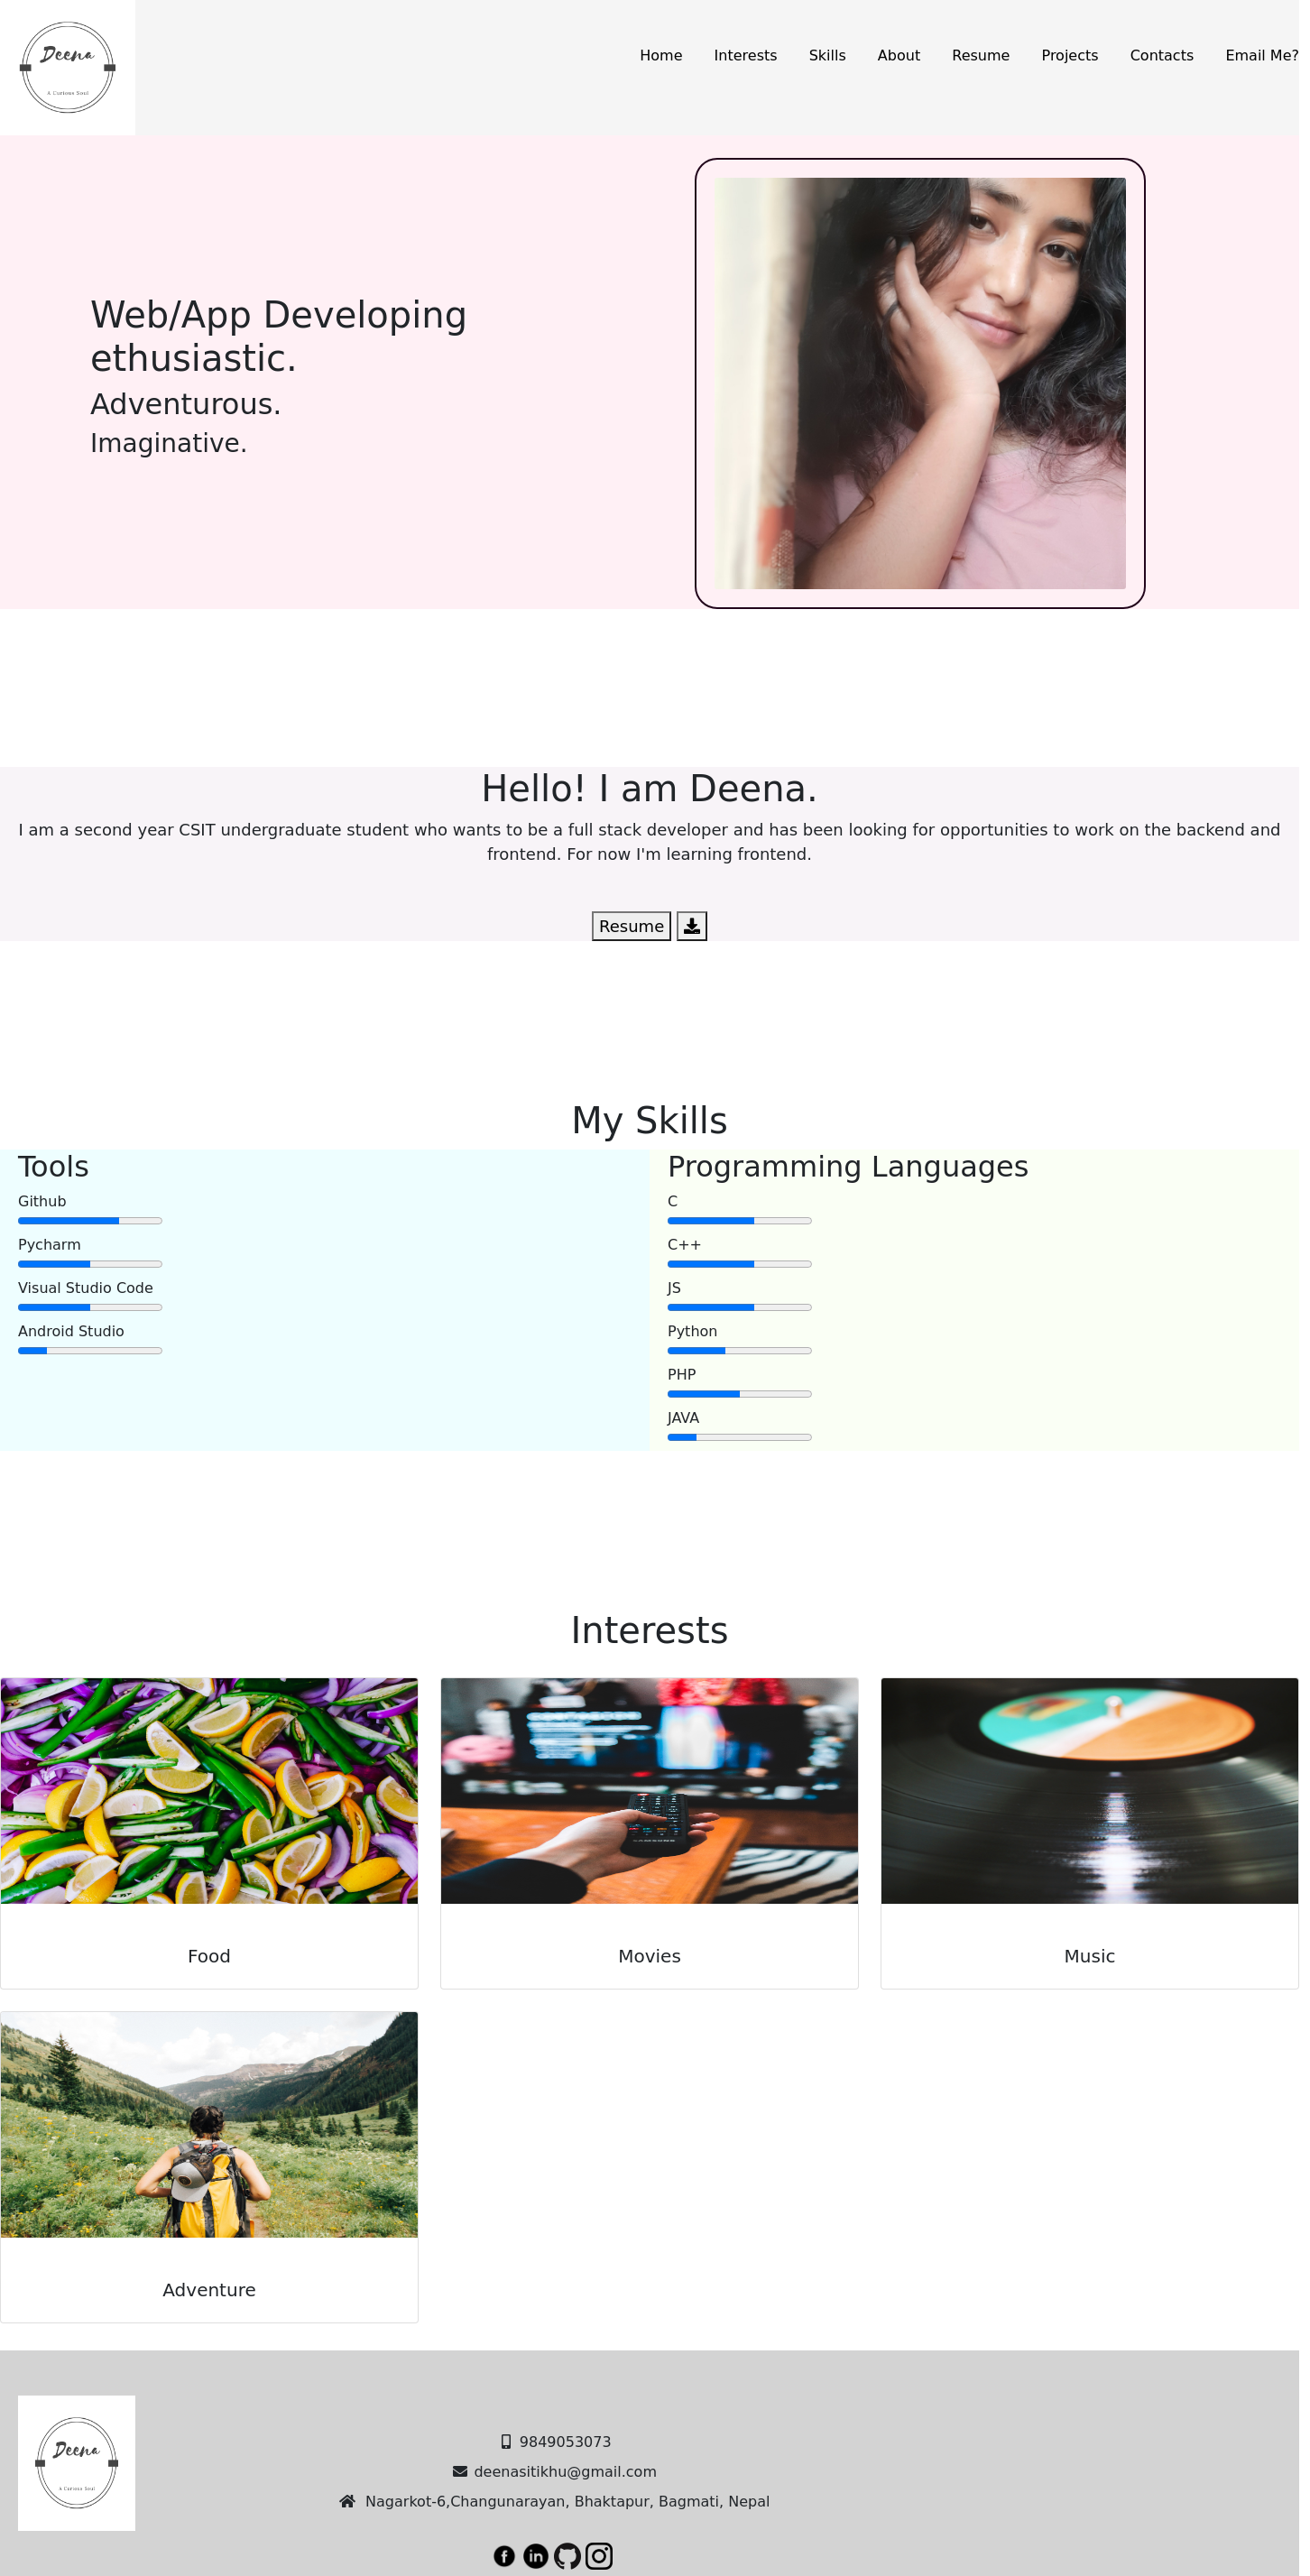 Deena
A Curious Soul
Home Interests Skills About Resume Projects Contacts Email Me?
Web/App Developing
ethusiastic.
Adventurous.
Imaginative.
Hello! I am Deena.
I am a second year CSIT undergraduate student who wants to be a full stack developer and has been looking for opportunities to work on the backend and
frontend. For now I'm learning frontend.
Resume
My Skills
Tools
Github
Pycharm
Visual Studio Code
Android Studio
Programming Languages
C
C++
JS
Python
PHP
JAVA
Interests
Food
Movies
Music
Adventure
Deena
A Curious Soul
9849053073
deenasitikhu@gmail.com
Nagarkot-6,Changunarayan, Bhaktapur, Bagmati, Nepal